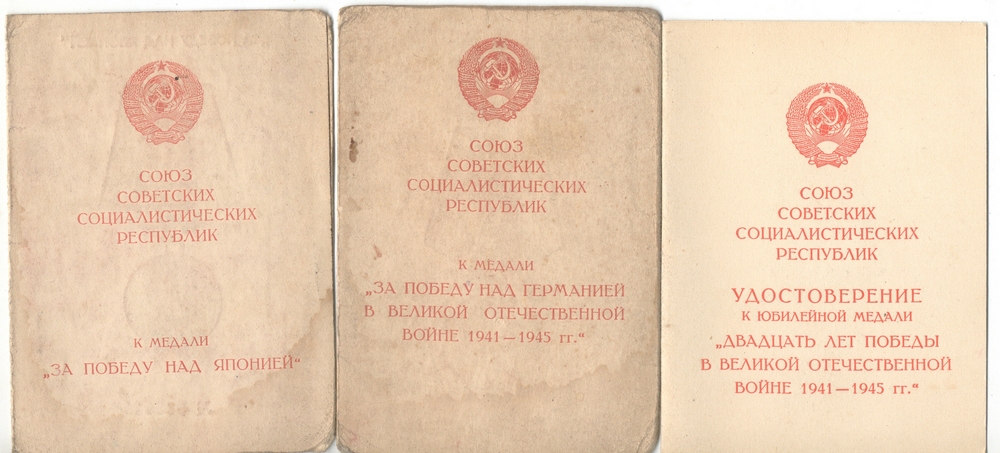 СОЮЗ
СОВЕТСКИХ
СОЦИАЛИСТИЧЕСКИХ
РЕСПУБЛИК
К МЕДАЛИ
„ЗА ПОБЕДУ НАД ЯПОНИЕЙ“
СОЮЗ
СОВЕТСКИХ
СОЦИАЛИСТИЧЕСКИХ
РЕСПУБЛИК
К МЕДАЛИ
„ЗА ПОБЕДУ НАД ГЕРМАНИЕЙ
В ВЕЛИКОЙ ОТЕЧЕСТВЕННОЙ
ВОЙНЕ 1941—1945 гг.“
СОЮЗ
СОВЕТСКИХ
СОЦИАЛИСТИЧЕСКИХ
РЕСПУБЛИК
УДОСТОВЕРЕНИЕ
К ЮБИЛЕЙНОЙ МЕДАЛИ
„ДВАДЦАТЬ ЛЕТ ПОБЕДЫ
В ВЕЛИКОЙ ОТЕЧЕСТВЕННОЙ
ВОЙНЕ 1941—1945 гг.“